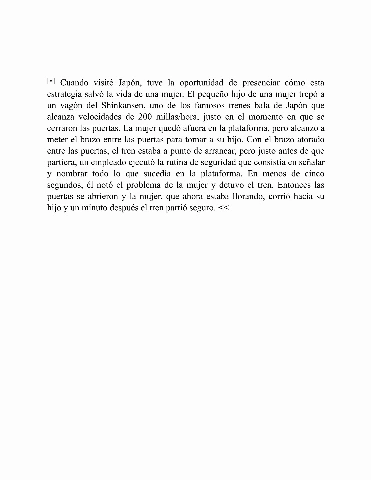 [*] Cuando visité Japón, tuve la oportunidad de presenciar cómo esta
estrategia salvó la vida de una mujer. El pequeño hijo de una mujer trepó a
un vagón del Shinkansen, uno de los famosos trenes bala de Japón que
alcanza velocidades de 200 millas/hora, justo en el momento en que se
cerraron las puertas. La mujer quedó afuera en la plataforma, pero alcanzó a
meter el brazo entre las puertas para tomar a su hijo. Con el brazo atorado
entre las puertas, el tren estaba a punto de arrancar, pero justo antes de que
partiera, un empleado ejecutó la rutina de seguridad que consistía en señalar
y nombrar todo lo que sucedía en la plataforma. En menos de cinco
segundos, él notó el problema de la mujer y detuvo el tren. Entonces las
puertas se abrieron y la mujer, que ahora estaba llorando, corrió hacia su
hijo y un minuto después el tren partió seguro. <<